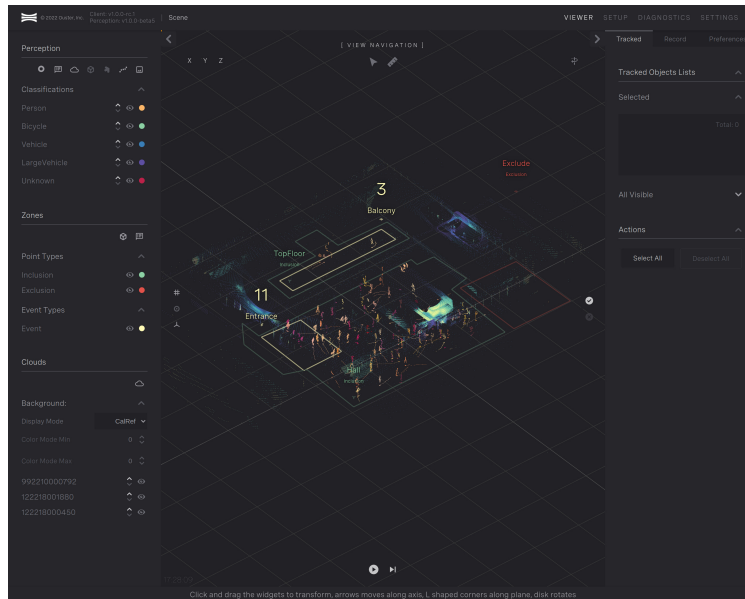 © 2022 Ouster, Inc.
Client: v1.0.0-rc.1
Perception: v1.0.0-beta8
Scene
VIEWER
SETUP
DIAGNOSTICS
SETTINGS
Perception
Classifications
Person
Bicycle
Vehicle
LargeVehicle
Unknown
Zones
Point Types
Inclusion
Exclusion
Event Types
Event
Clouds
Background:
Display Mode
CalRef
Color Mode Min
0
Color Mode Max
0
992210000792
122219001880
122218000450
[ VIEW NAVIGATION ]
X Y Z
Exclude
Exclusion
3
Balcony
TopFloor
Inclusion
11
Entrance
Hall
Inclusion
Tracked
Record
Preferences
Tracked Objects Lists
Selected
Total: 0
All Visible
Actions
Select All
Deselect All
Click and drag the widgets to transform, arrows moves along axis, L shaped corners along plane, disk rotates